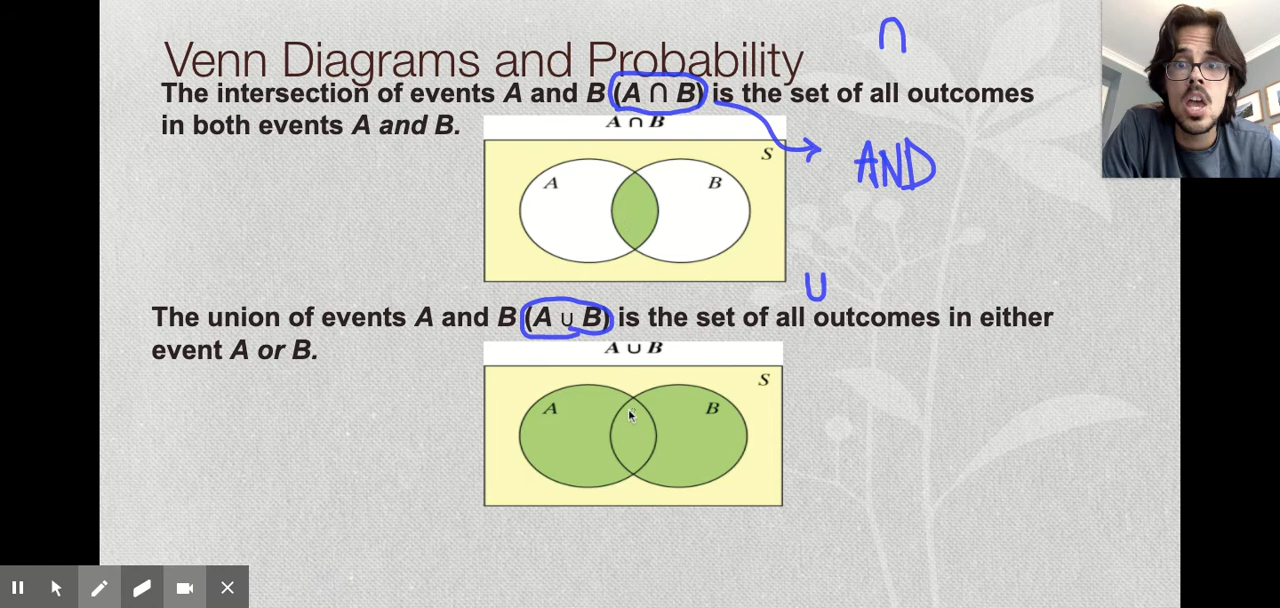 ∩
Venn Diagrams and Probability
The intersection of events A and B (A ∩ B) is the set of all outcomes
in both events A and B.
A ∩ B
S
A
B
AND
∪
The union of events A and B (A ∪ B) is the set of all outcomes in either
event A or B.
A ∪ B
S
A
B